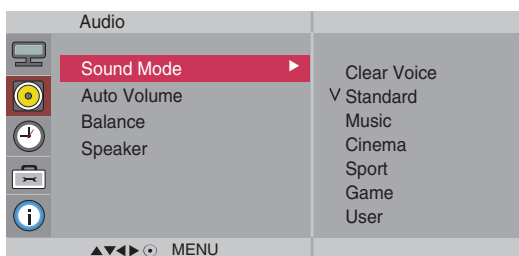 Audio
Sound Mode
Auto Volume
Balance
Speaker
Clear Voice
V Standard
Music
Cinema
Sport
Game
User
MENU